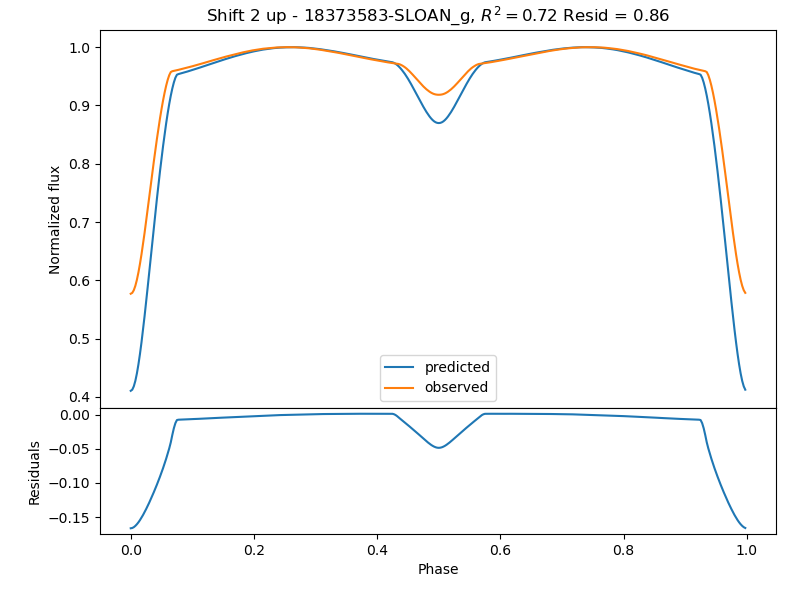 Shift 2 up - 18373583-SLOAN_g, R² = 0.72 Resid = 0.86
1.0
0.9
0.8
0.7
0.6
0.5
0.4
Normalized flux
predicted
observed
0.00
−0.05
−0.10
−0.15
Residuals
0.0 0.2 0.4 0.6 0.8 1.0
Phase